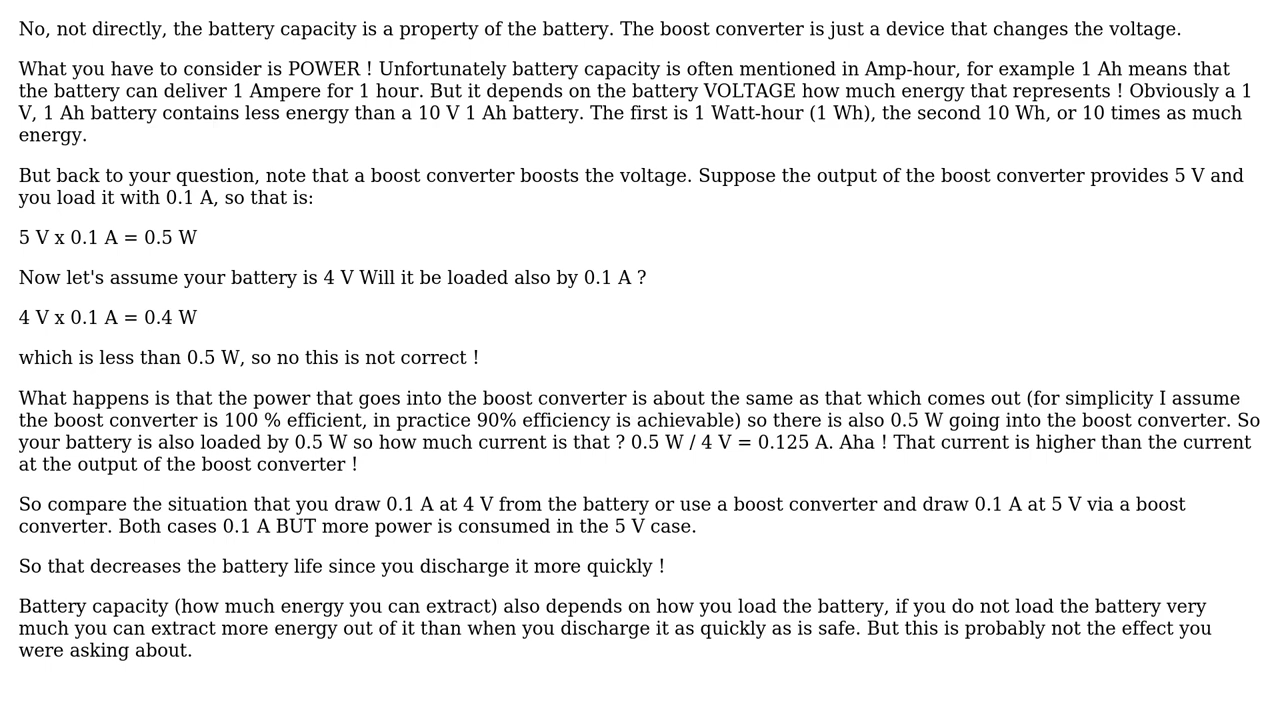 No, not directly, the battery capacity is a property of the battery. The boost converter is just a device that changes the voltage.
What you have to consider is POWER ! Unfortunately battery capacity is often mentioned in Amp-hour, for example 1 Ah means that
the battery can deliver 1 Ampere for 1 hour. But it depends on the battery VOLTAGE how much energy that represents ! Obviously a 1
V, 1 Ah battery contains less energy than a 10 V 1 Ah battery. The first is 1 Watt-hour (1 Wh), the second 10 Wh, or 10 times as much
energy.
But back to your question, note that a boost converter boosts the voltage. Suppose the output of the boost converter provides 5 V and
you load it with 0.1 A, so that is:
5 V x 0.1 A = 0.5 W
Now let's assume your battery is 4 V Will it be loaded also by 0.1 A ?
4 V x 0.1 A = 0.4 W
which is less than 0.5 W, so no this is not correct !
What happens is that the power that goes into the boost converter is about the same as that which comes out (for simplicity I assume
the boost converter is 100 % efficient, in practice 90% efficiency is achievable) so there is also 0.5 W going into the boost converter. So
your battery is also loaded by 0.5 W so how much current is that ? 0.5 W / 4 V = 0.125 A. Aha ! That current is higher than the current
at the output of the boost converter !
So compare the situation that you draw 0.1 A at 4 V from the battery or use a boost converter and draw 0.1 A at 5 V via a boost
converter. Both cases 0.1 A BUT more power is consumed in the 5 V case.
So that decreases the battery life since you discharge it more quickly !
Battery capacity (how much energy you can extract) also depends on how you load the battery, if you do not load the battery very
much you can extract more energy out of it than when you discharge it as quickly as is safe. But this is probably not the effect you
were asking about.